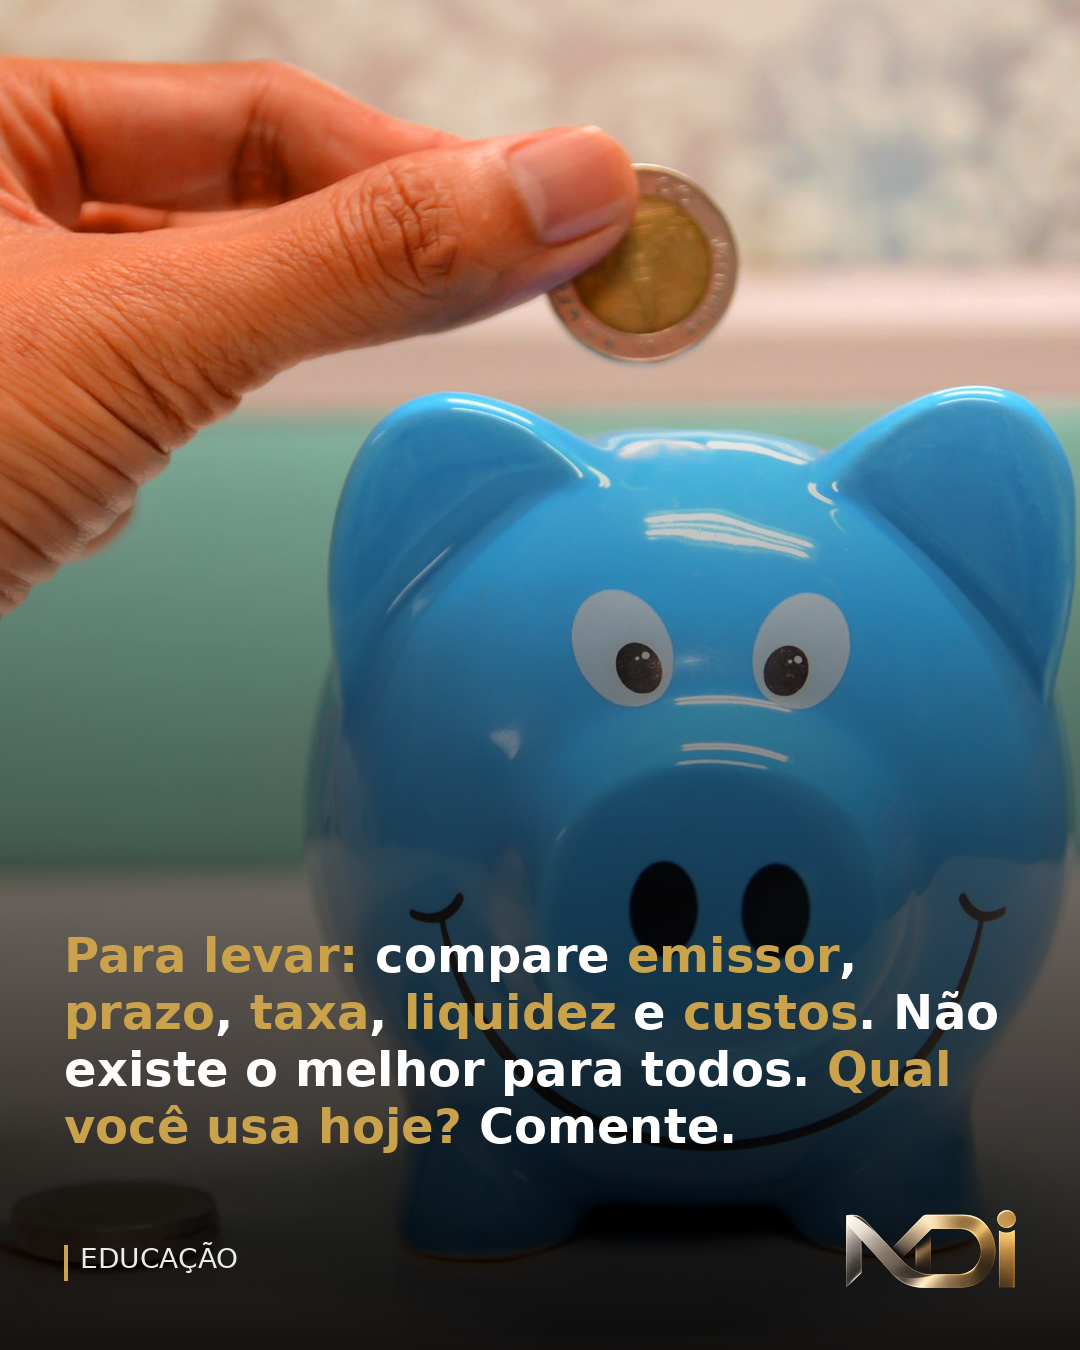 Para levar: compare emissor,
prazo, taxa, liquidez e custos. Não
existe o melhor para todos. Qual
você usa hoje? Comente.
EDUCAÇÃO
MDi